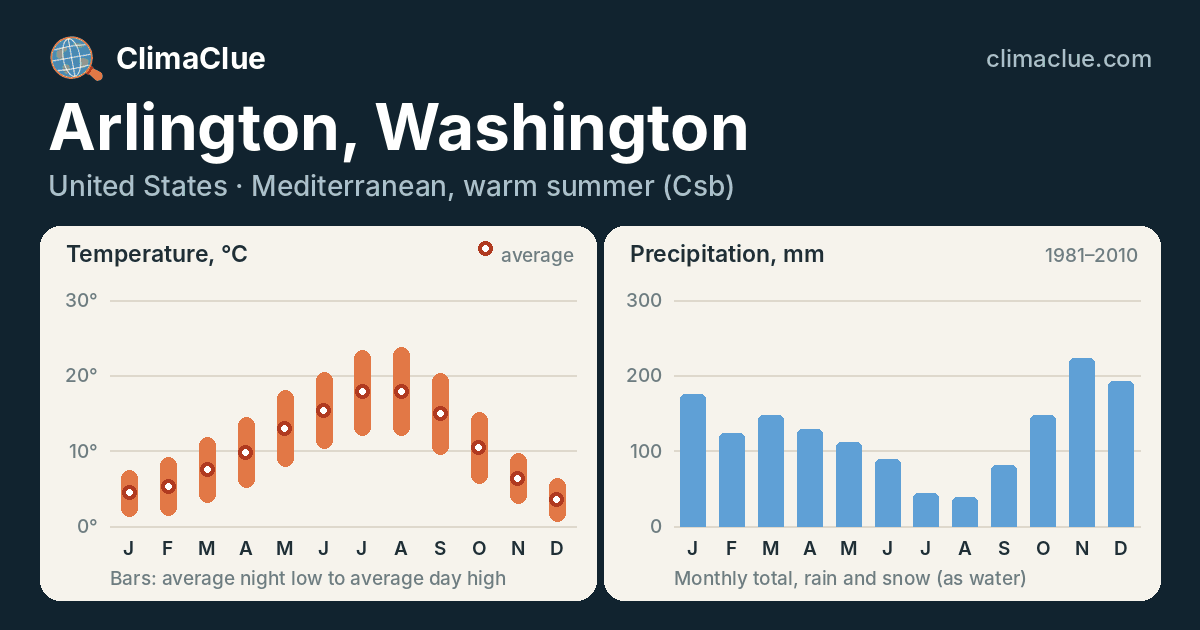 ClimaClue
climaclue.com
Arlington, Washington
United States · Mediterranean, warm summer (Csb)
Temperature, °C
average
30°
20°
10°
0°
J F M A M J J A S O N D
Bars: average night low to average day high
Precipitation, mm
1981–2010
300
200
100
0
J F M A M J J A S O N D
Monthly total, rain and snow (as water)